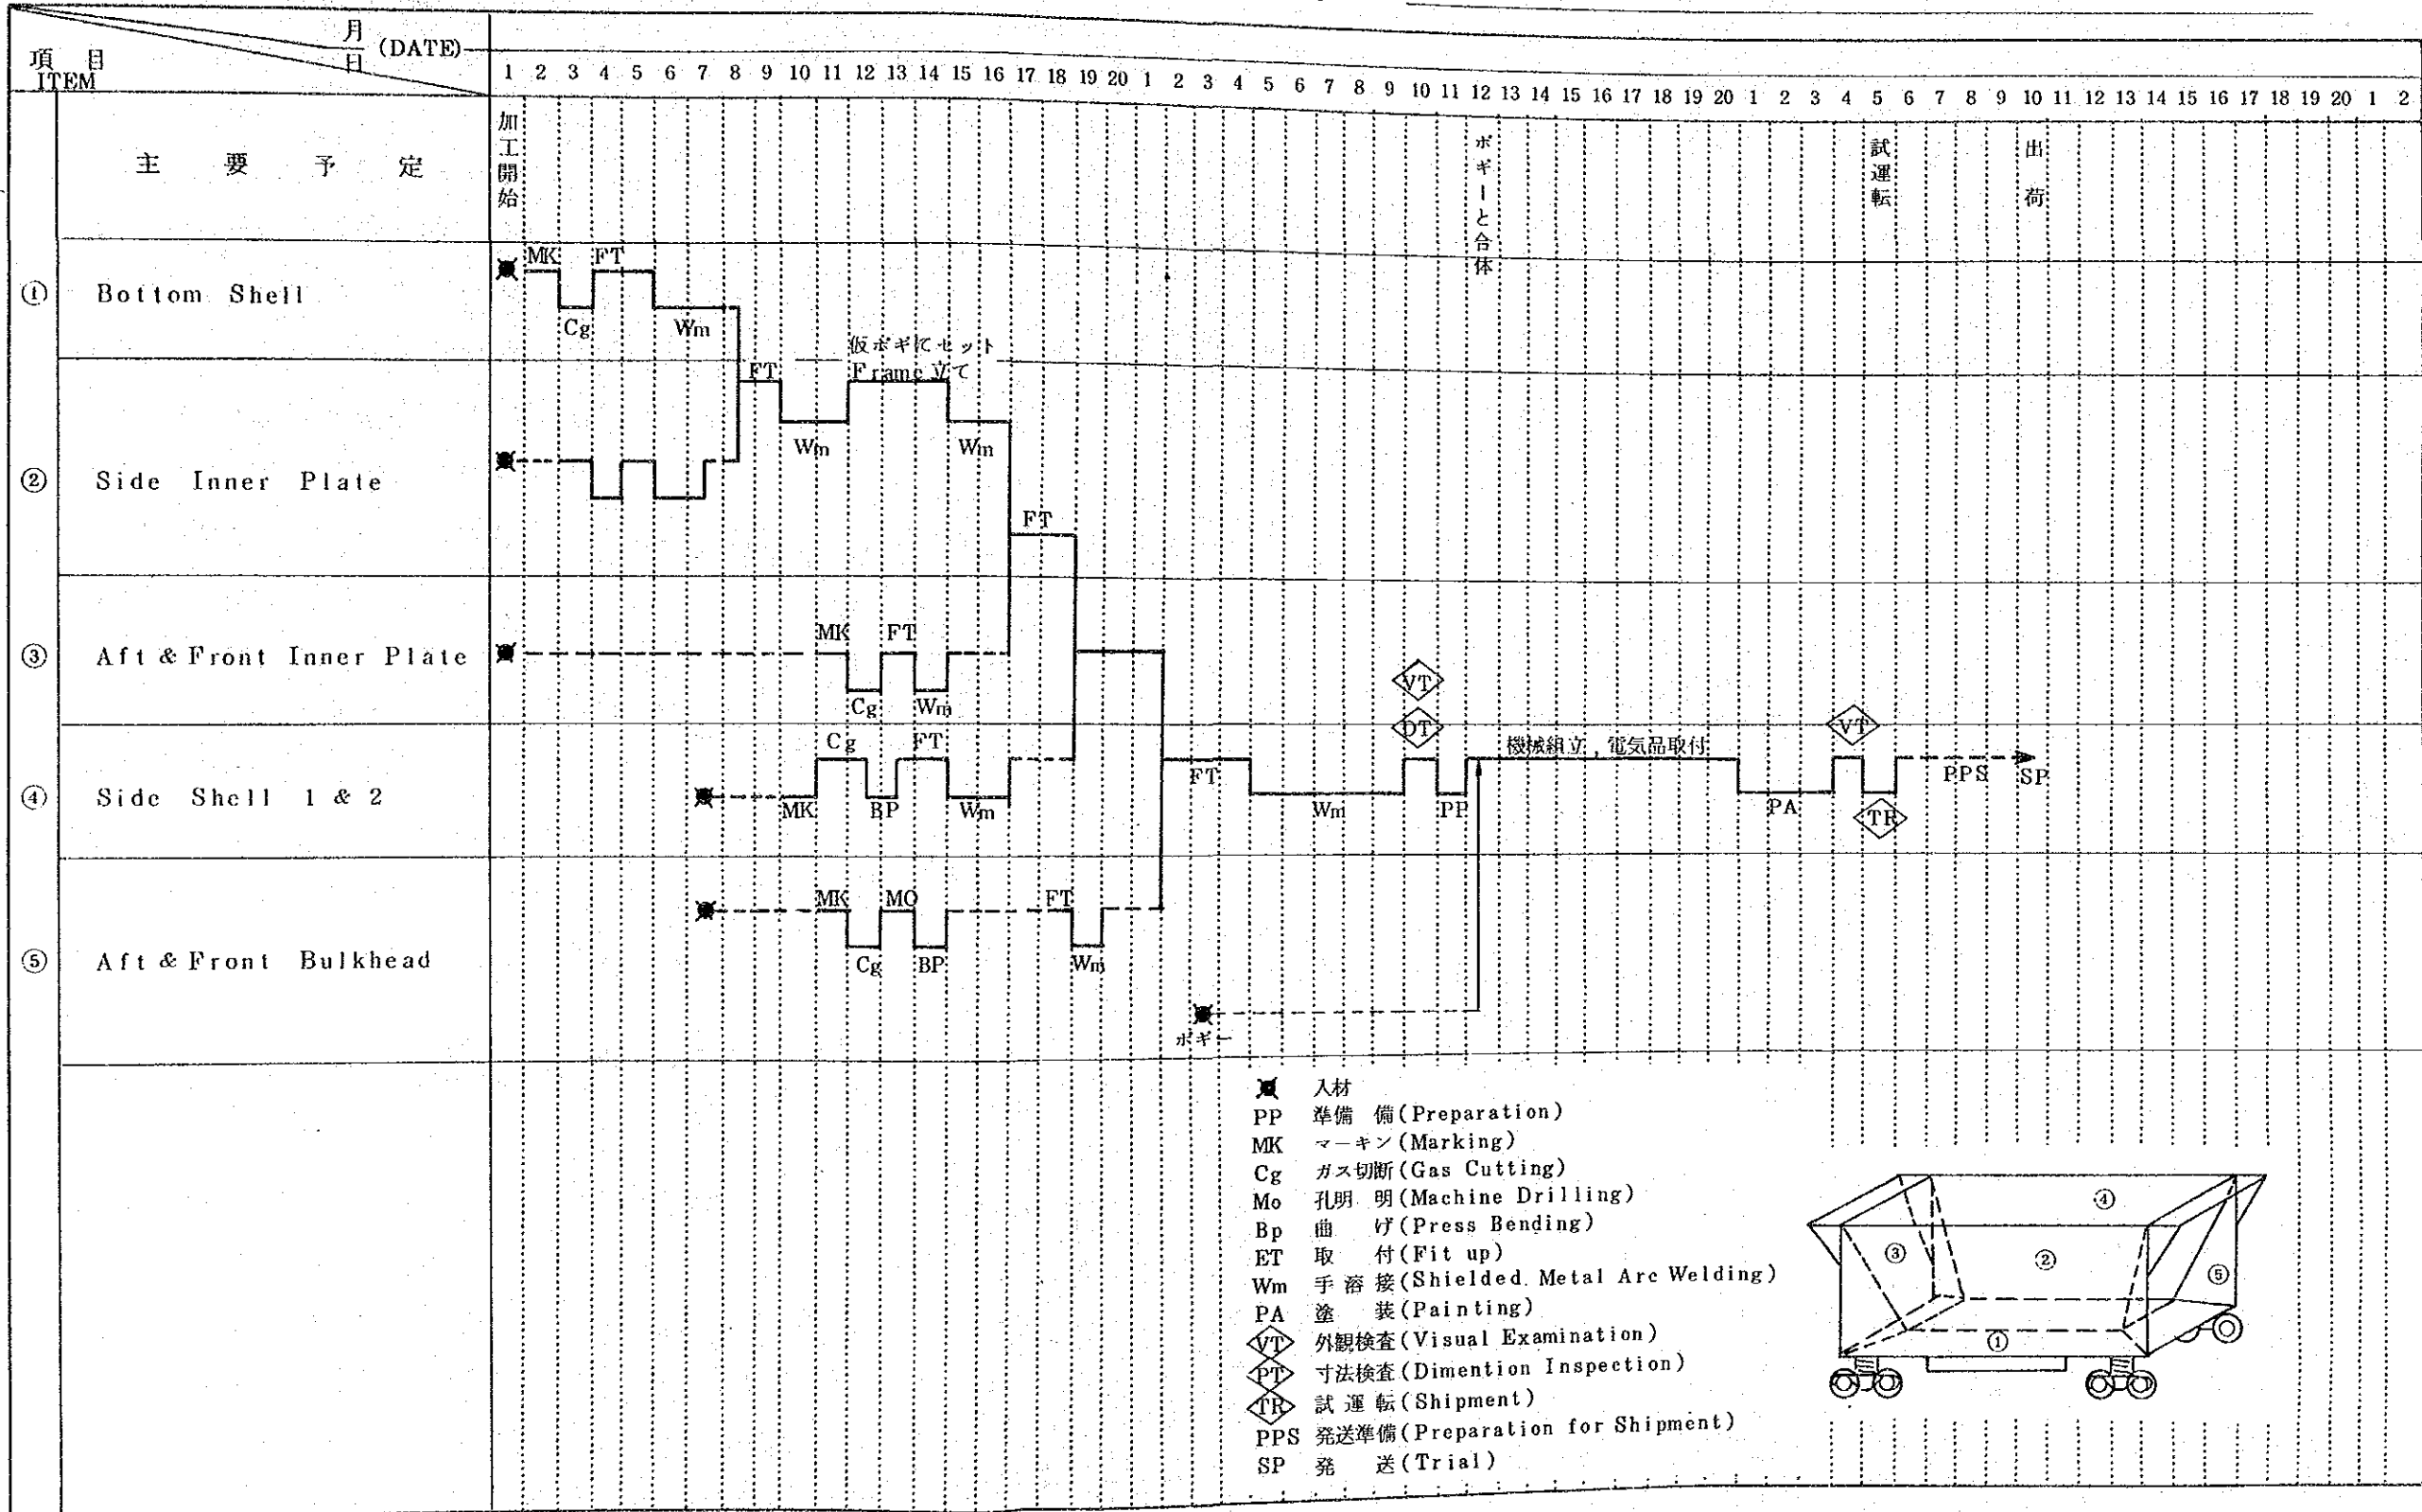 月
日 (DATE)
項 目
ITEM
1 2 3 4 5 6 7 8 9 10 11 12 13 14 15 16 17 18 19 20 1 2 3 4 5 6 7 8 9 10 11 12 13 14 15 16 17 18 19 20 1 2 3 4 5 6 7 8 9 10 11 12 13 14 15 16 17 18 19 20 1 2
主 要 予 定
加工開始
ボギーと合体
試運転
出荷
① Bottom Shell
MK FT
Cg Wm
仮ボギにセット
FT Frame 立て
Wm Wm
② Side Inner Plate
FT
③ Aft & Front Inner Plate
MK FT
Cg Wm
VT
DT
VT
④ Side Shell 1 & 2
Cg FT
MK BP Wm
FT Wm PP
機械組立, 電気品取付
PA TR PPS SP
⑤ Aft & Front Bulkhead
MK MO FT
Cg BP Wm
ボギー
入材
PP 準備 備(Preparation)
MK マーキン(Marking)
Cg ガス切断(Gas Cutting)
Mo 孔明 明(Machine Drilling)
Bp 曲 げ(Press Bending)
ET 取 付(Fit up)
Wm 手溶接(Shielded Metal Arc Welding)
PA 塗 装(Painting)
VT 外観検査(Visual Examination)
PT 寸法検査(Dimention Inspection)
TR 試運転(Shipment)
PPS 発送準備(Preparation for Shipment)
SP 発 送(Trial)
④
③ ② ⑤
①